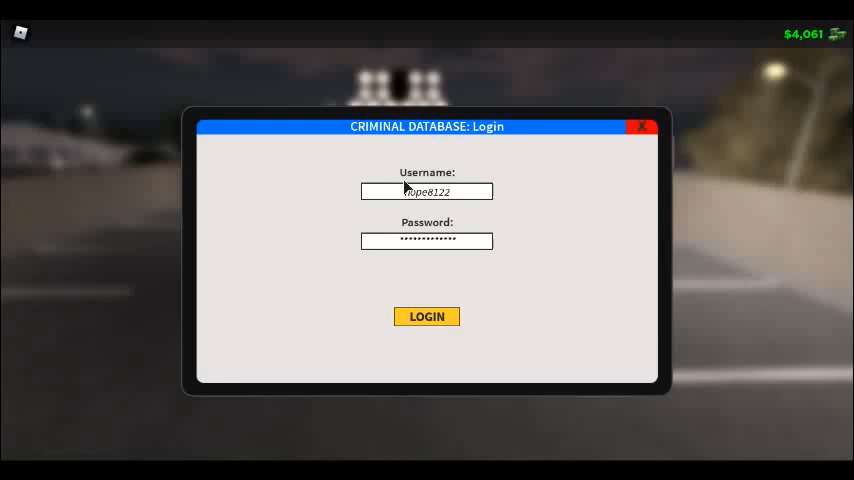 $4,061
CRIMINAL DATABASE: Login
X
Username:
Password:
*************
LOGIN